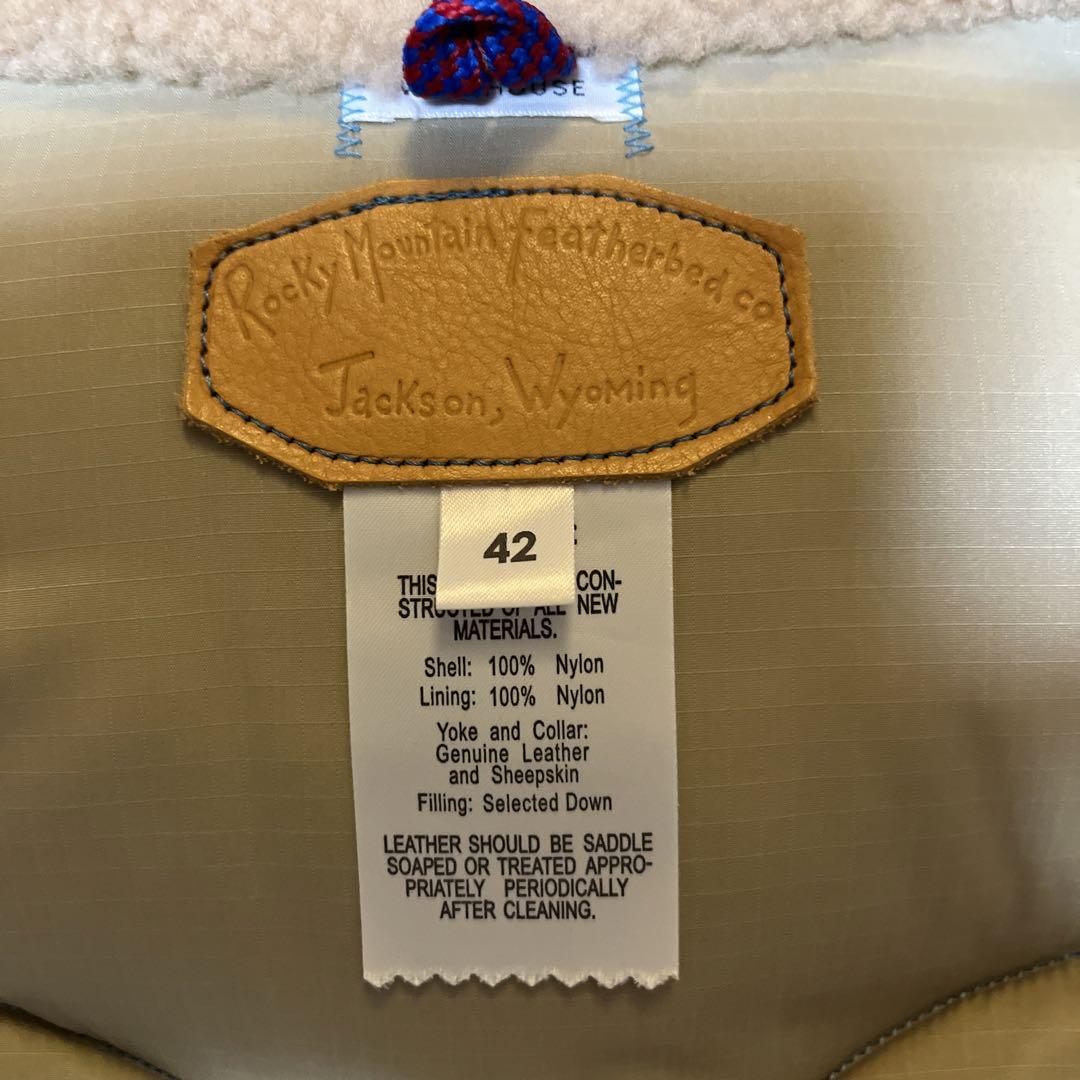 HOUSE
Rocky Mountain Featherbed co
Jackson, Wyoming
42
THIS CON-
STRUCTED OF ALL NEW
MATERIALS.
Shell: 100% Nylon
Lining: 100% Nylon
Yoke and Collar:
Genuine Leather
and Sheepskin
Filling: Selected Down
LEATHER SHOULD BE SADDLE
SOAPED OR TREATED APPRO-
PRIATELY PERIODICALLY
AFTER CLEANING.